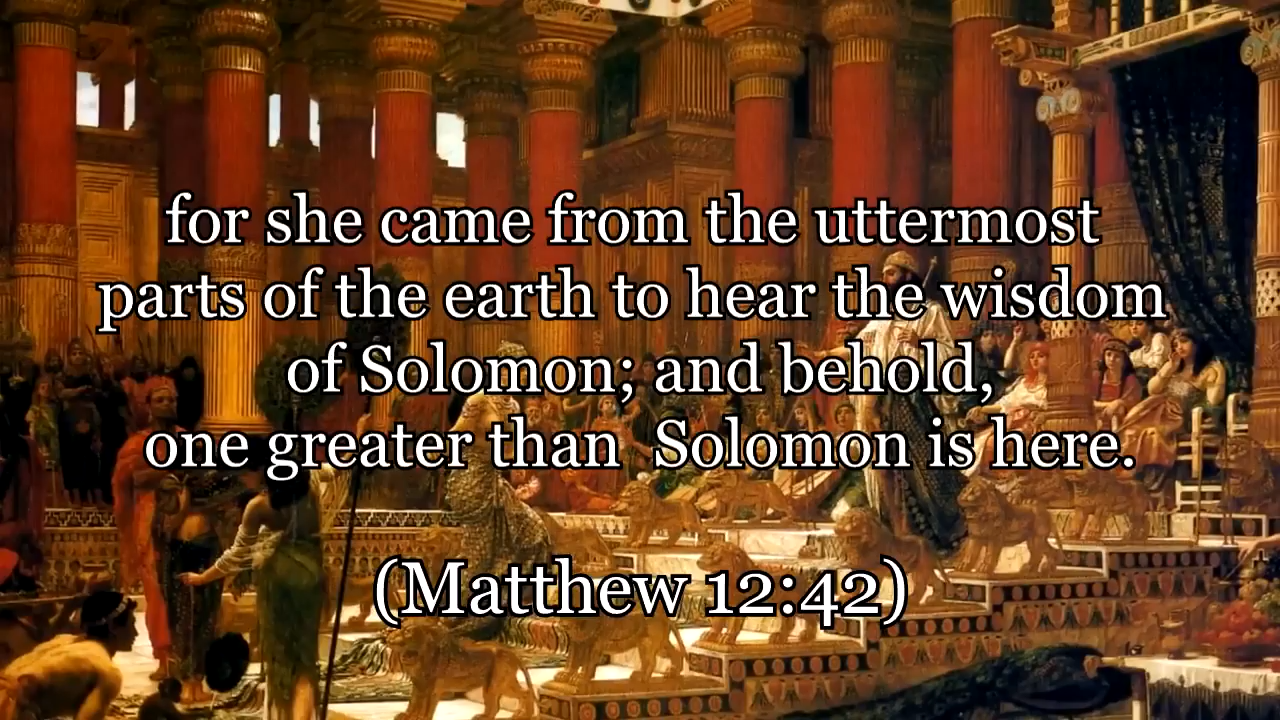 for she came from the uttermost
parts of the earth to hear the wisdom
of Solomon; and behold,
one greater than  Solomon is here.
(Matthew 12:42)